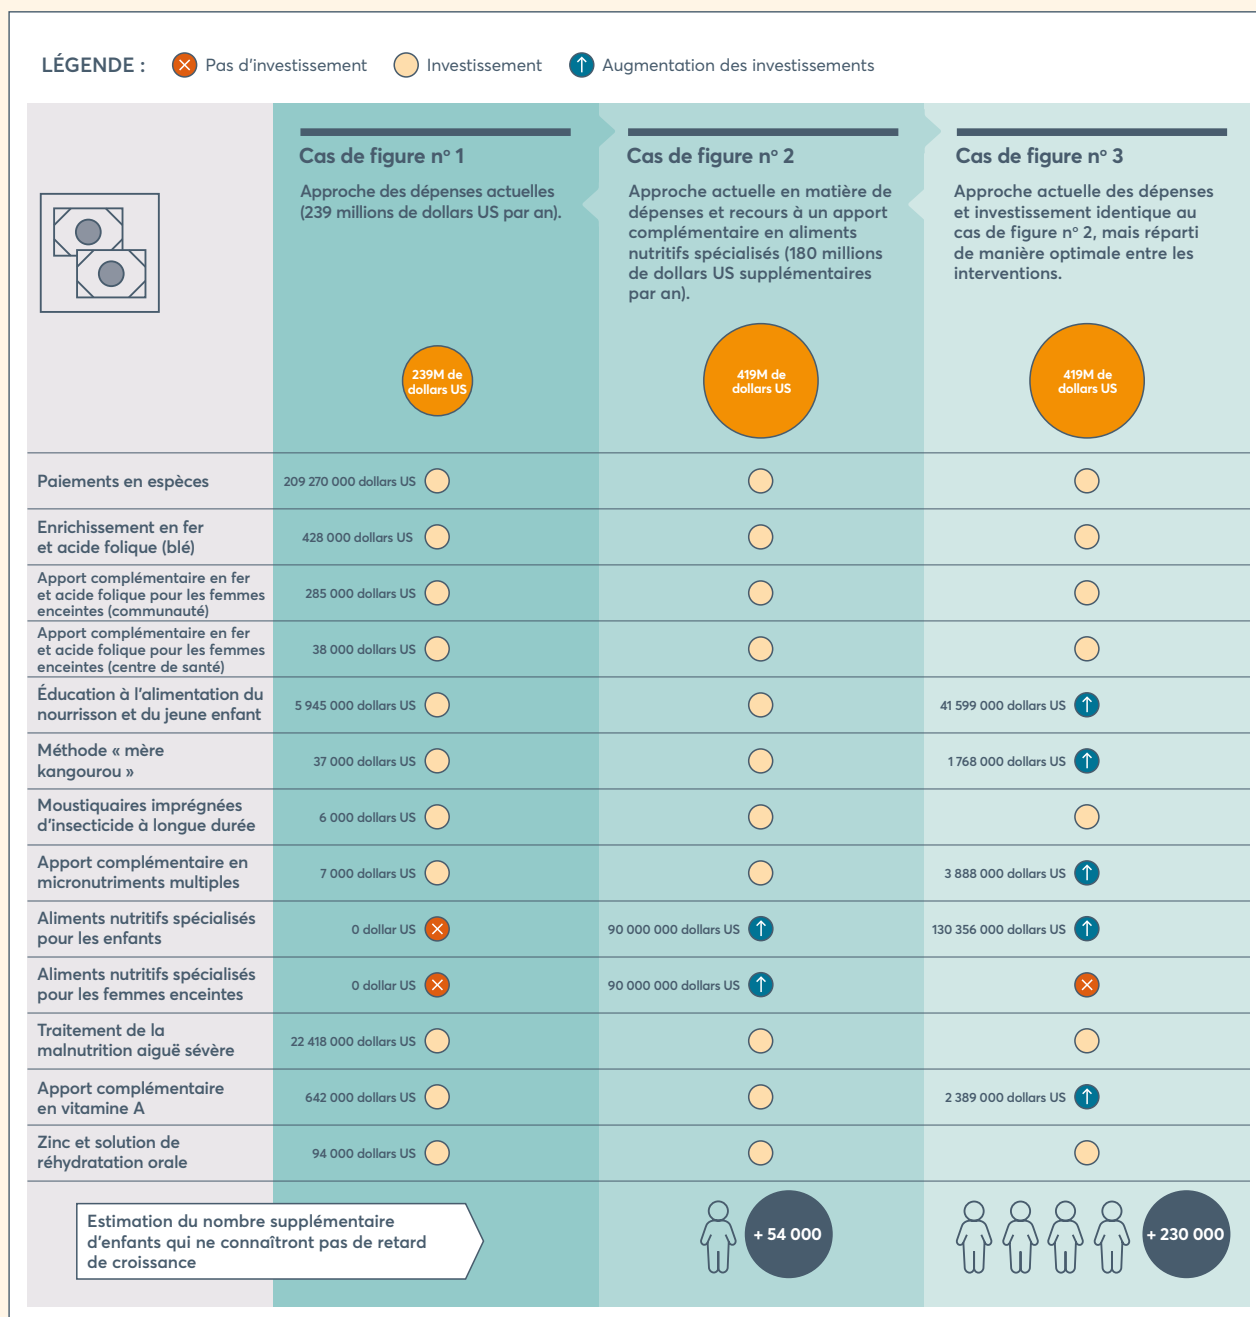 LÉGENDE :
Pas d'investissement
Investissement
Augmentation des investissements
Cas de figure nº 1
Approche des dépenses actuelles
(239 millions de dollars US par an).
Cas de figure nº 2
Approche actuelle en matière de
dépenses et recours à un apport
complémentaire en aliments
nutritifs spécialisés (180 millions
de dollars US supplémentaires
par an).
Cas de figure nº 3
Approche actuelle des dépenses
et investissement identique au
cas de figure nº 2, mais réparti
de manière optimale entre les
interventions.
239M de
dollars US
419M de
dollars US
419M de
dollars US
Paiements en espèces
209 270 000 dollars US
Enrichissement en fer
et acide folique (blé)
428 000 dollars US
Apport complémentaire en fer
et acide folique pour les femmes
enceintes (communauté)
285 000 dollars US
Apport complémentaire en fer
et acide folique pour les femmes
enceintes (centre de santé)
38 000 dollars US
Éducation à l'alimentation du
nourrisson et du jeune enfant
5 945 000 dollars US
41 599 000 dollars US
Méthode « mère
kangourou »
37 000 dollars US
1 768 000 dollars US
Moustiquaires imprégnées
d'insecticide à longue durée
6 000 dollars US
Apport complémentaire en
micronutriments multiples
7 000 dollars US
3 888 000 dollars US
Aliments nutritifs spécialisés
pour les enfants
0 dollar US
90 000 000 dollars US
130 356 000 dollars US
Aliments nutritifs spécialisés
pour les femmes enceintes
0 dollar US
90 000 000 dollars US
Traitement de la
malnutrition aiguë sévère
22 418 000 dollars US
Apport complémentaire
en vitamine A
642 000 dollars US
2 389 000 dollars US
Zinc et solution de
réhydratation orale
94 000 dollars US
Estimation du nombre supplémentaire
d'enfants qui ne connaîtront pas de retard
de croissance
+ 54 000
+ 230 000